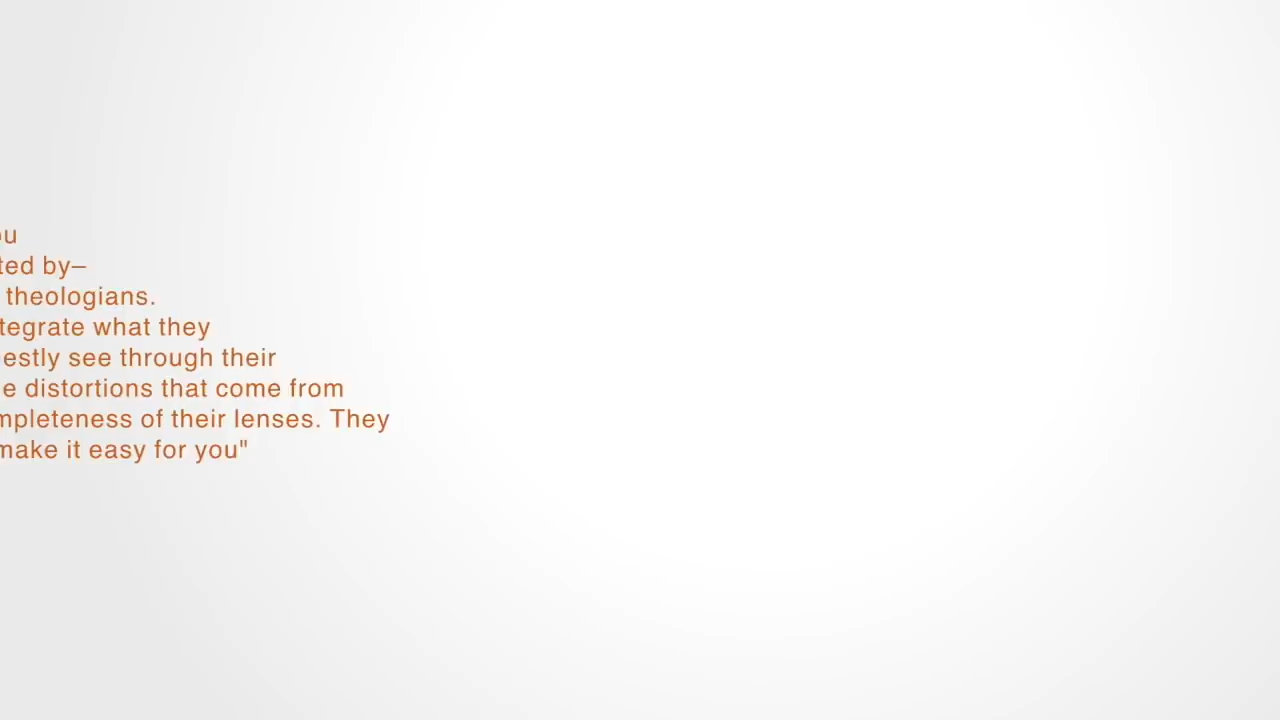 ou
ted by–
theologians.
tegrate what they
estly see through their
e distortions that come from
mpleteness of their lenses. They
make it easy for you"